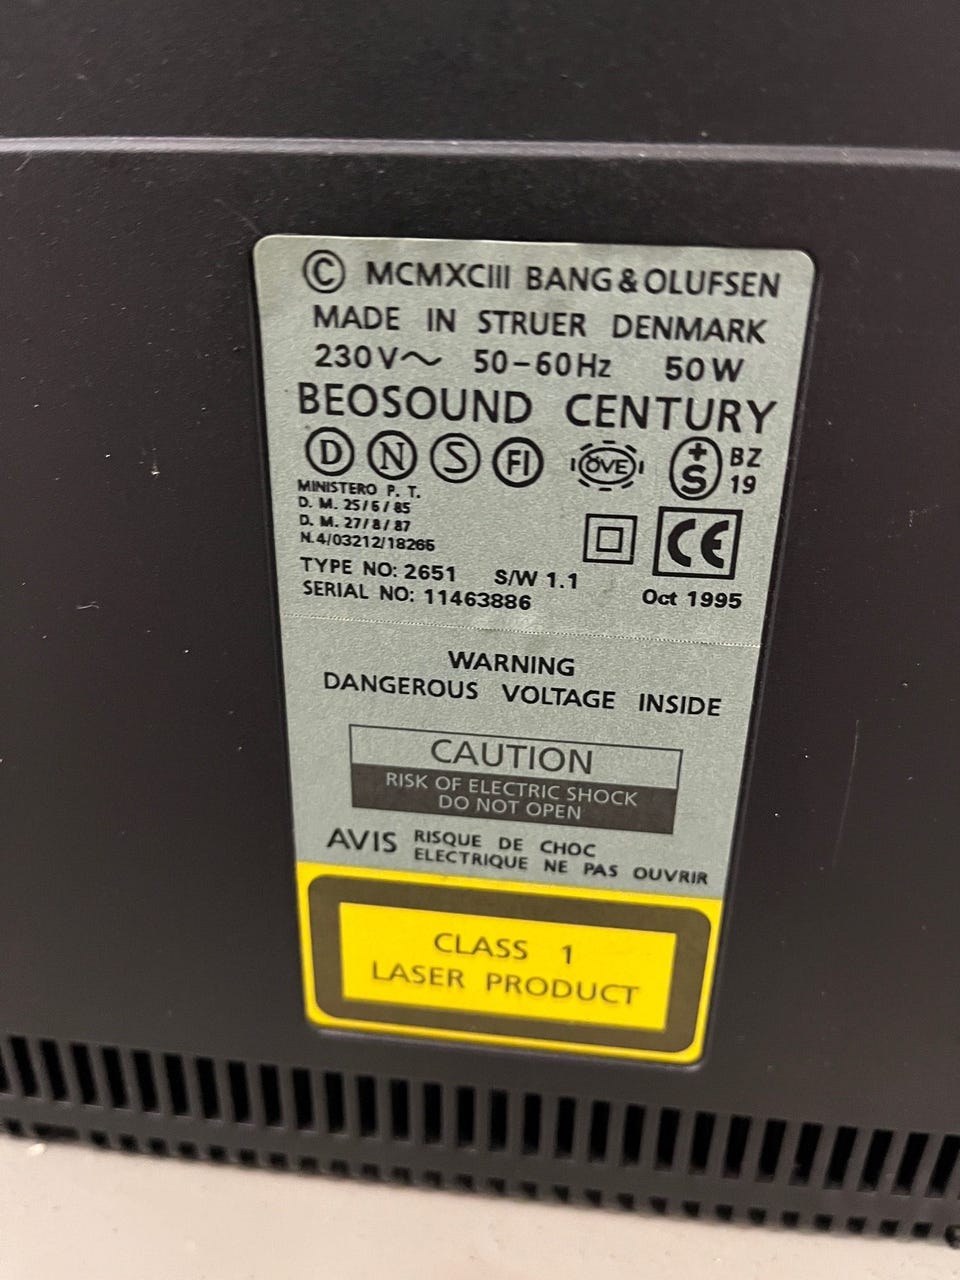 © MCMXCIII BANG & OLUFSEN
MADE IN STRUER DENMARK
230V~ 50-60Hz 50W
BEOSOUND CENTURY
D N S FI ÖVE +S BZ 19
MINISTERO P. T.
D. M. 25/6/85
D. M. 27/8/87
N.4/03212/18265
CE
TYPE NO: 2651 S/W 1.1
SERIAL NO: 11463886 Oct 1995
WARNING
DANGEROUS VOLTAGE INSIDE
CAUTION
RISK OF ELECTRIC SHOCK
DO NOT OPEN
AVIS RISQUE DE CHOC
ELECTRIQUE NE PAS OUVRIR
CLASS 1
LASER PRODUCT